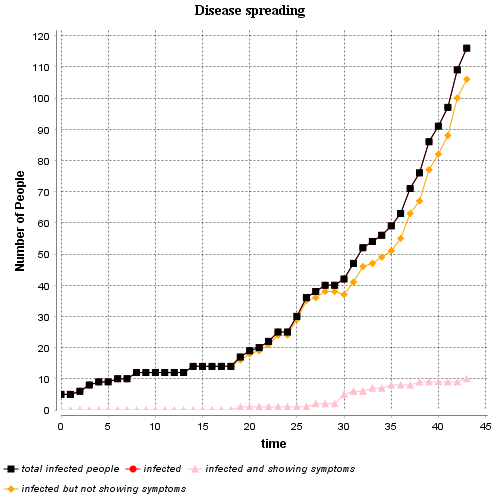 Disease spreading
120
110
100
90
80
70
60
50
40
30
20
10
0
Number of People
0 5 10 15 20 25 30 35 40 45
time
total infected people infected infected and showing symptoms
infected but not showing symptoms